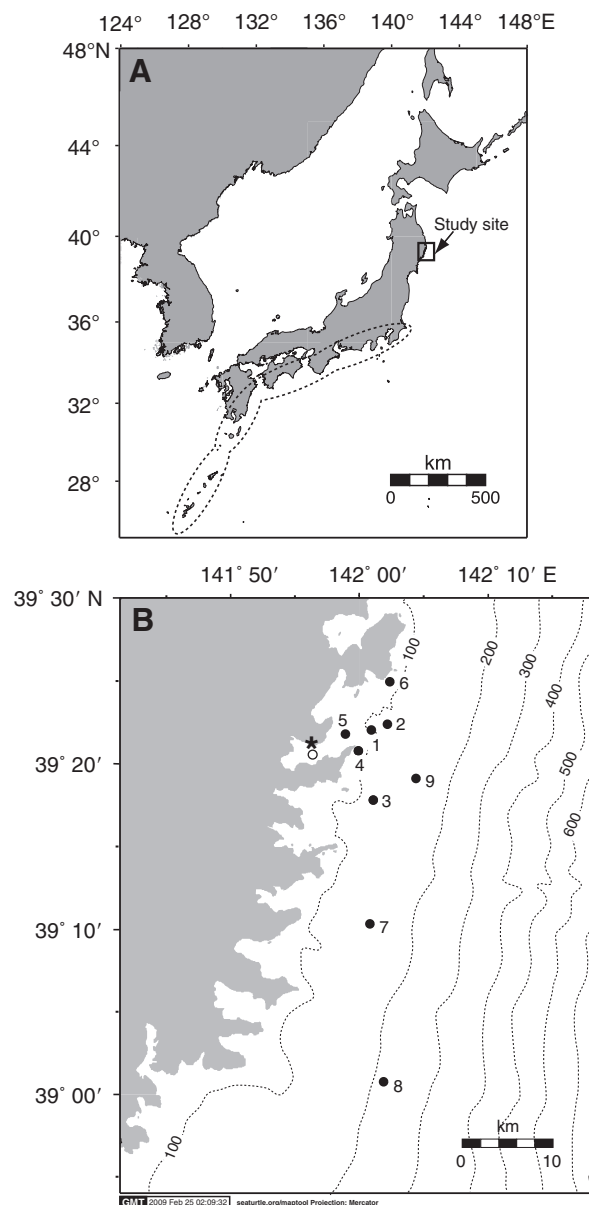 124° 128° 132° 136° 140° 144° 148°E
48°N
A
44°
40°
Study site
36°
32°
28°
km
0 500
141˚ 50′ 142˚ 00′ 142˚ 10′ E
39˚ 30′ N
B
100 200 300 400 500 600
6
5 2
1
4
39˚ 20′
9
3
39˚ 10′
7
39˚ 00′
8
100
km
0 10
GMT 2009 Feb 25 02:09:32 seaturtle.org/maptool Projection: Mercator